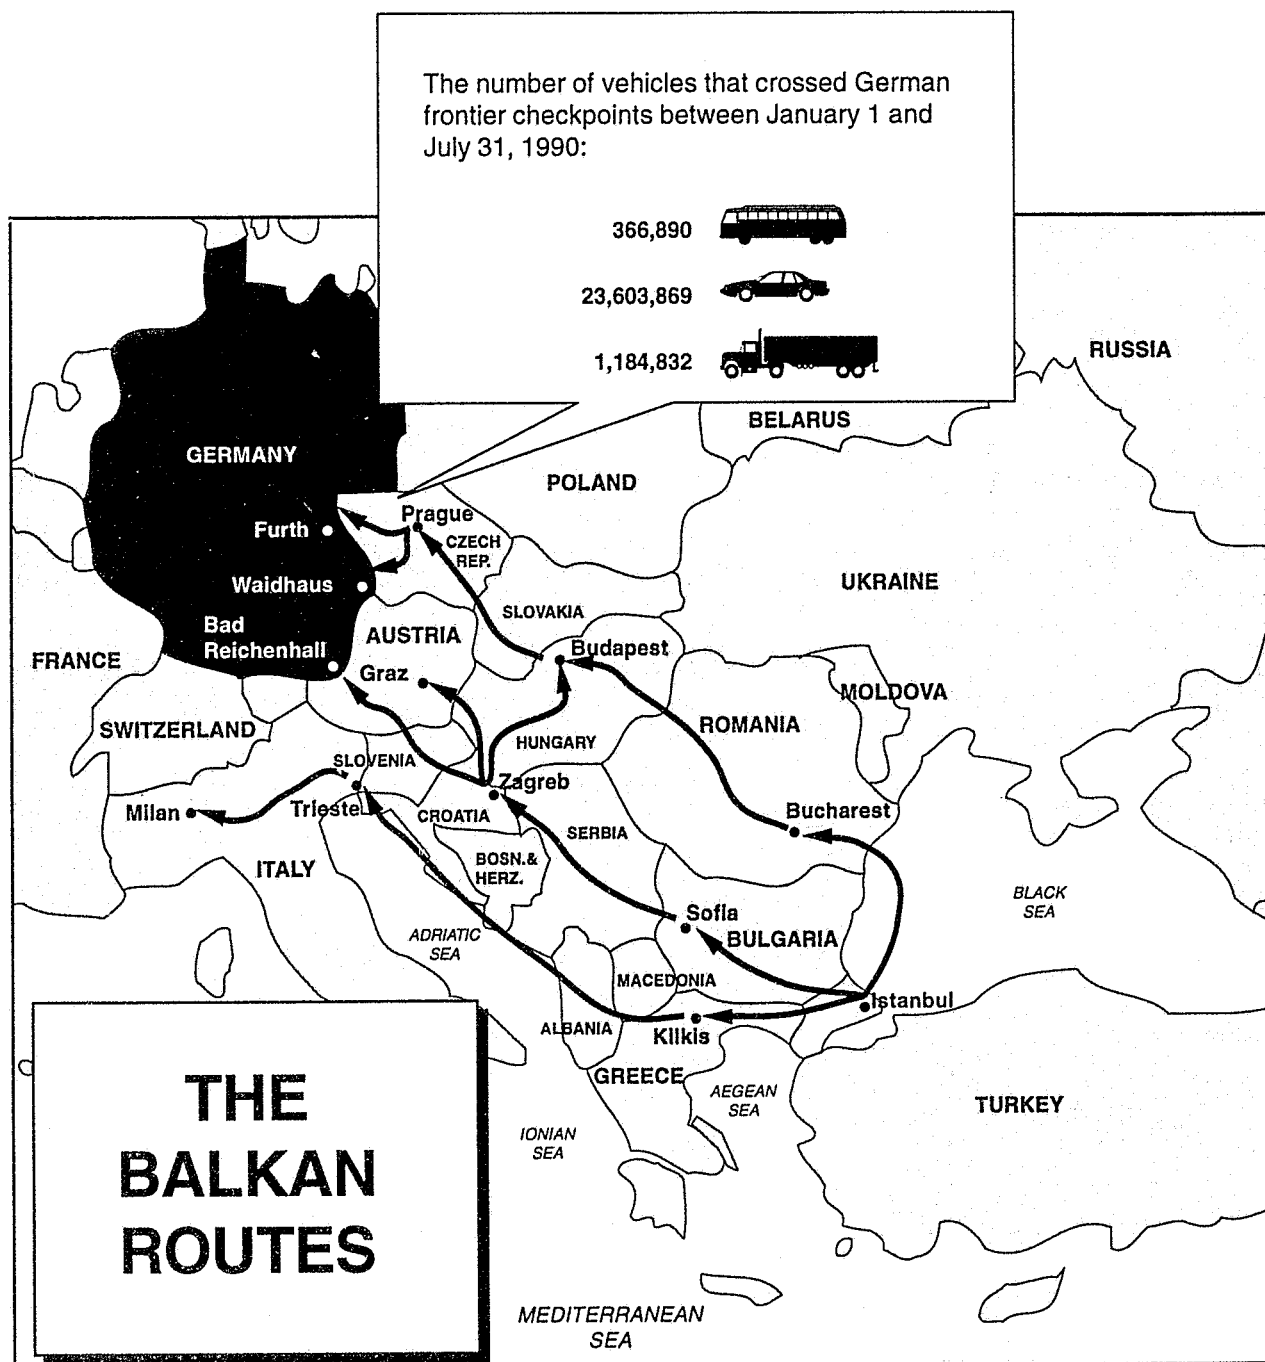 The number of vehicles that crossed German
frontier checkpoints between January 1 and
July 31, 1990:
366,890
23,603,869
1,184,832
RUSSIA
BELARUS
GERMANY
POLAND
Prague
Furth
CZECH
REP.
UKRAINE
Waidhaus
SLOVAKIA
Bad
Reichenhall
AUSTRIA
Budapest
FRANCE
Graz
MOLDOVA
SWITZERLAND
ROMANIA
HUNGARY
SLOVENIA
Zagreb
Milan
Trieste
CROATIA
Bucharest
SERBIA
ITALY
BOSN.&
HERZ.
BLACK
SEA
Sofia
ADRIATIC
SEA
BULGARIA
MACEDONIA
Istanbul
ALBANIA
Kilkis
GREECE
AEGEAN
SEA
TURKEY
IONIAN
SEA
THE
BALKAN
ROUTES
MEDITERRANEAN
SEA